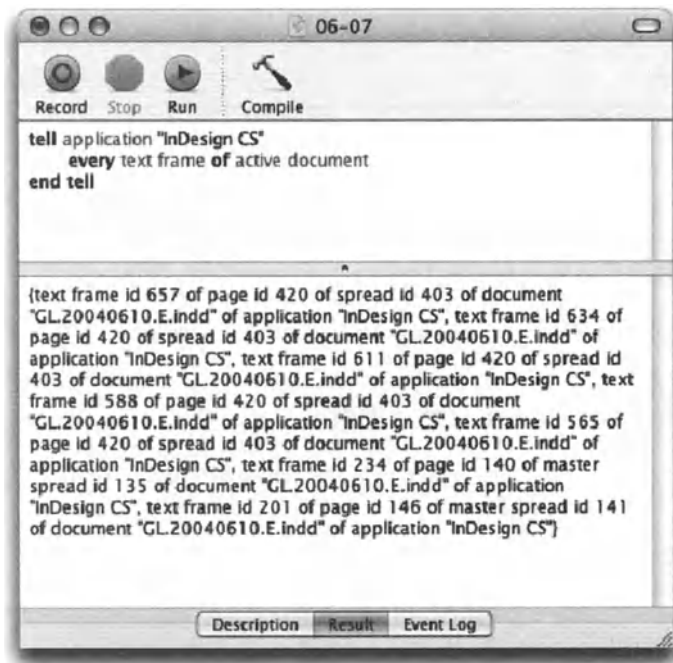 06-07
Record Stop Run Compile
tell application "InDesign CS"
every text frame of active document
end tell
{text frame id 657 of page id 420 of spread id 403 of document
"GL.20040610.E.indd" of application "InDesign CS", text frame id 634 of
page id 420 of spread id 403 of document "GL.20040610.E.indd" of
application "InDesign CS", text frame id 611 of page id 420 of spread id
403 of document "GL.20040610.E.indd" of application "InDesign CS", text
frame id 588 of page id 420 of spread id 403 of document
"GL.20040610.E.indd" of application "InDesign CS", text frame id 565 of
page id 420 of spread id 403 of document "GL.20040610.E.indd" of
application "InDesign CS", text frame id 234 of page id 140 of master
spread id 135 of document "GL.20040610.E.indd" of application
"InDesign CS", text frame id 201 of page id 146 of master spread id 141
of document "GL.20040610.E.indd" of application "InDesign CS"}
Description Result Event Log